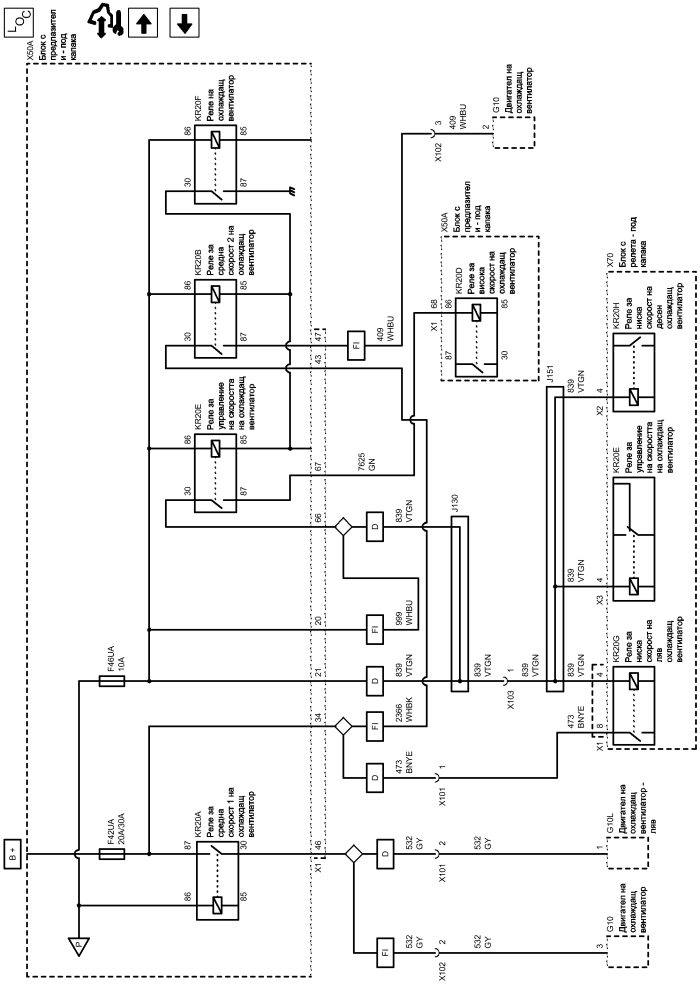 LOC
X50A
Блок с
предпазител
и - под
капака
B +
F42UA
20A/30A
F46UA
10A
P
KR20A
Реле за
средна
скорост 1 на
охлаждащ
вентилатор
87
30
86
85
KR20E
Реле за
управление
на скоростта
на охлаждащ
вентилатор
86
85
30
87
KR20B
Реле за
средна
скорост 2 на
охлаждащ
вентилатор
86
85
30
87
KR20F
Реле на
охлаждащ
вентилатор
86
85
30
87
X1
46
34
21
20
66
67
43
47
D
FI
D
FI
D
FI
D
FI
532
GY
2
X102
532
GY
532
GY
2
X101
532
GY
473
BNYE
1
X101
473
BNYE
2366
WHBK
839
VTGN
999
WHBU
839
VTGN
7625
GN
409
WHBU
J130
839
VTGN
1
X103
839
VTGN
J151
839
VTGN
839
VTGN
839
VTGN
3
X102
409
WHBU
2
G10
Двигател на
охлаждащ
вентилатор
X50A
Блок с
предпазител
и - под
капака
68
X1
KR20D
Реле за
висока
скорост на
охлаждащ
вентилатор
86
85
87
30
X70
Блок с
релета - под
капака
KR20H
Реле за
ниска
скорост на
десен
охлаждащ
вентилатор
4
X2
KR20E
Реле за
управление
на скоростта
на охлаждащ
вентилатор
4
X3
KR20G
Реле за
ниска
скорост на
ляв
охлаждащ
вентилатор
4
8
X1
1
G10L
Двигател на
охлаждащ
вентилатор -
ляв
3
G10
Двигател на
охлаждащ
вентилатор